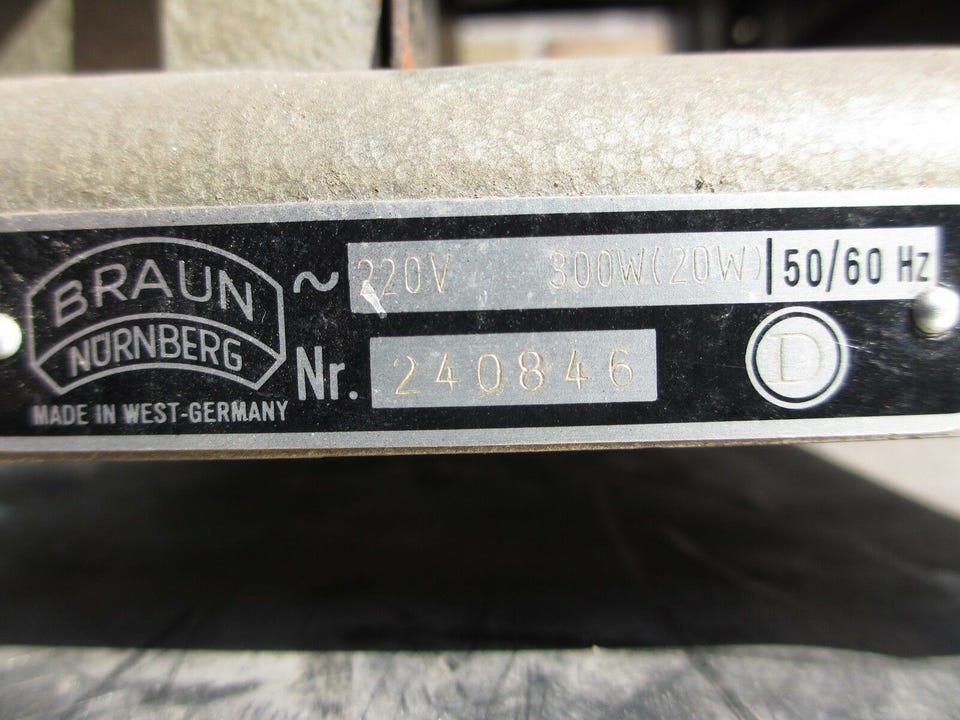 BRAUN
NÜRNBERG
MADE IN WEST-GERMANY
~ 220V 300W(20W) 50/60 Hz
Nr. 240846
D